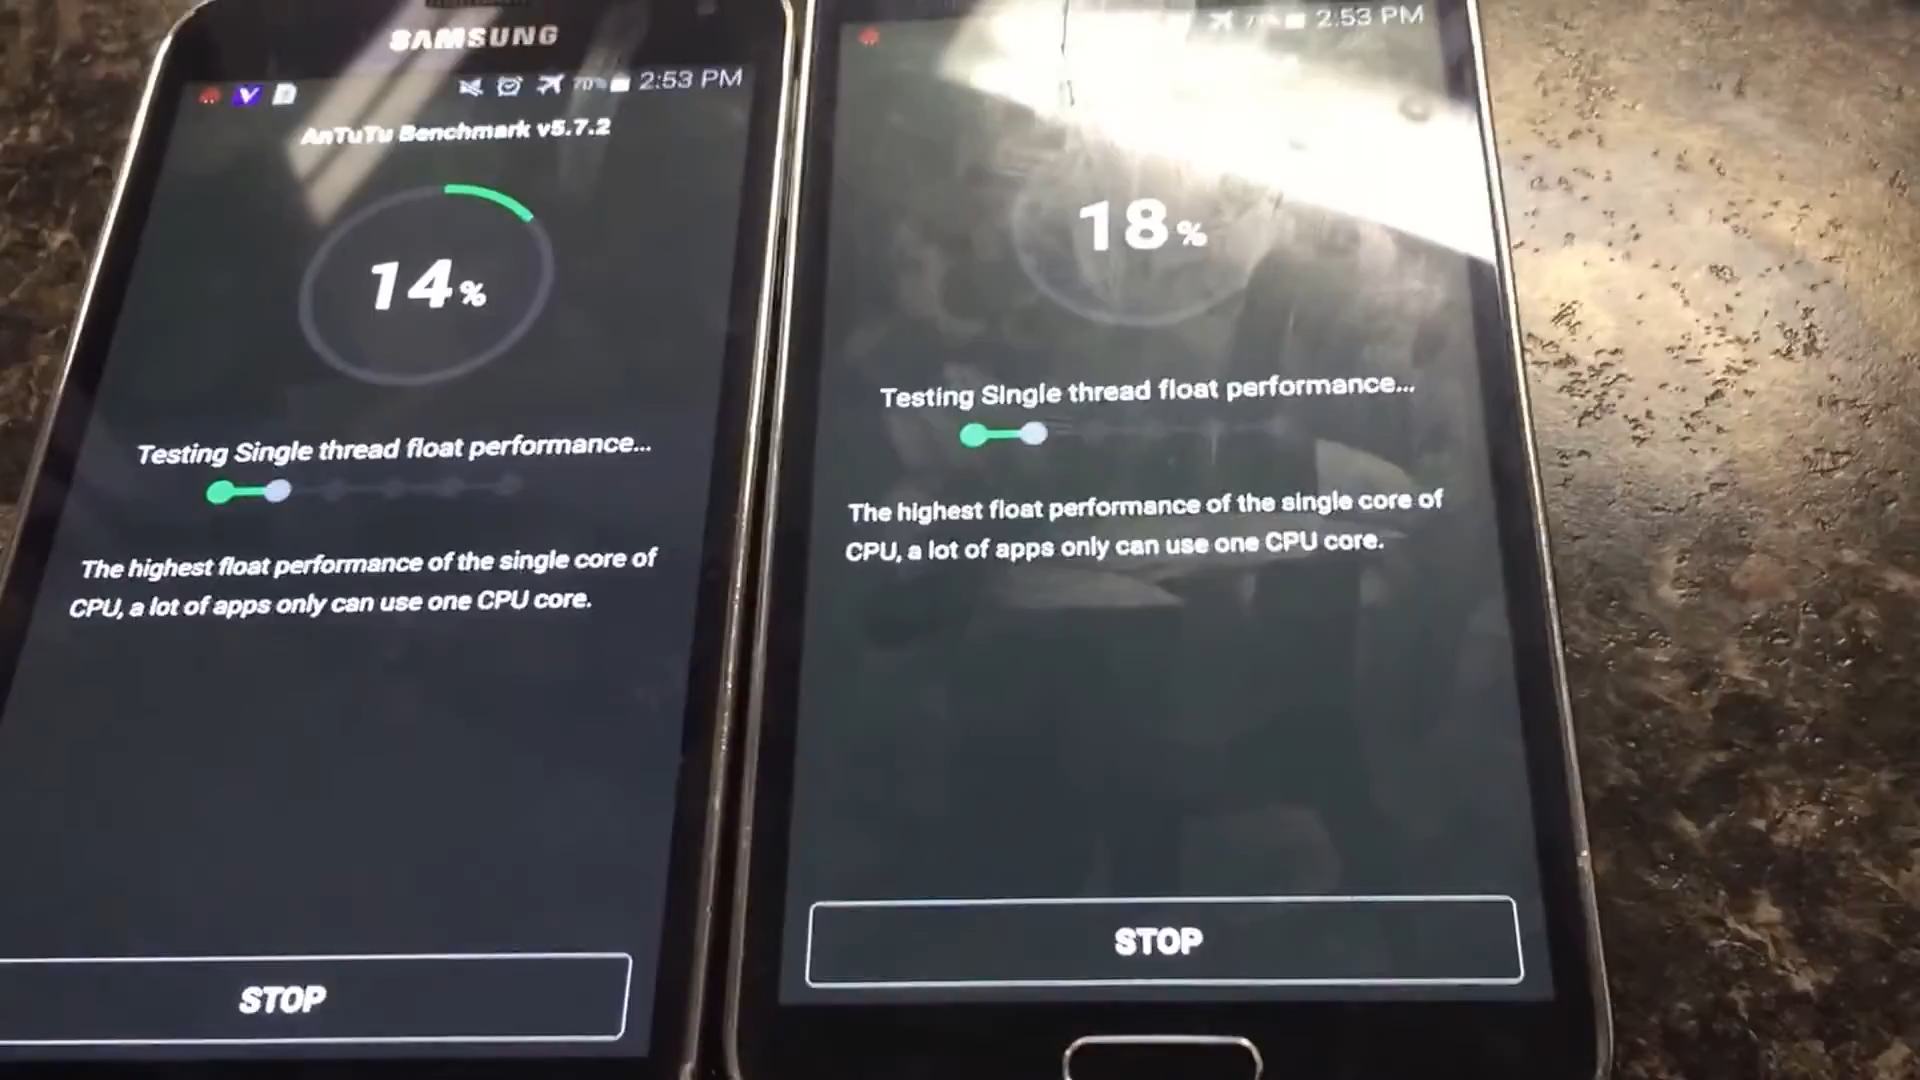 SAMSUNG
70% 2:53 PM
AnTuTu Benchmark v5.7.2
14%
Testing Single thread float performance...
The highest float performance of the single core of
CPU, a lot of apps only can use one CPU core.
STOP
2:53 PM
18%
Testing Single thread float performance...
The highest float performance of the single core of
CPU, a lot of apps only can use one CPU core.
STOP